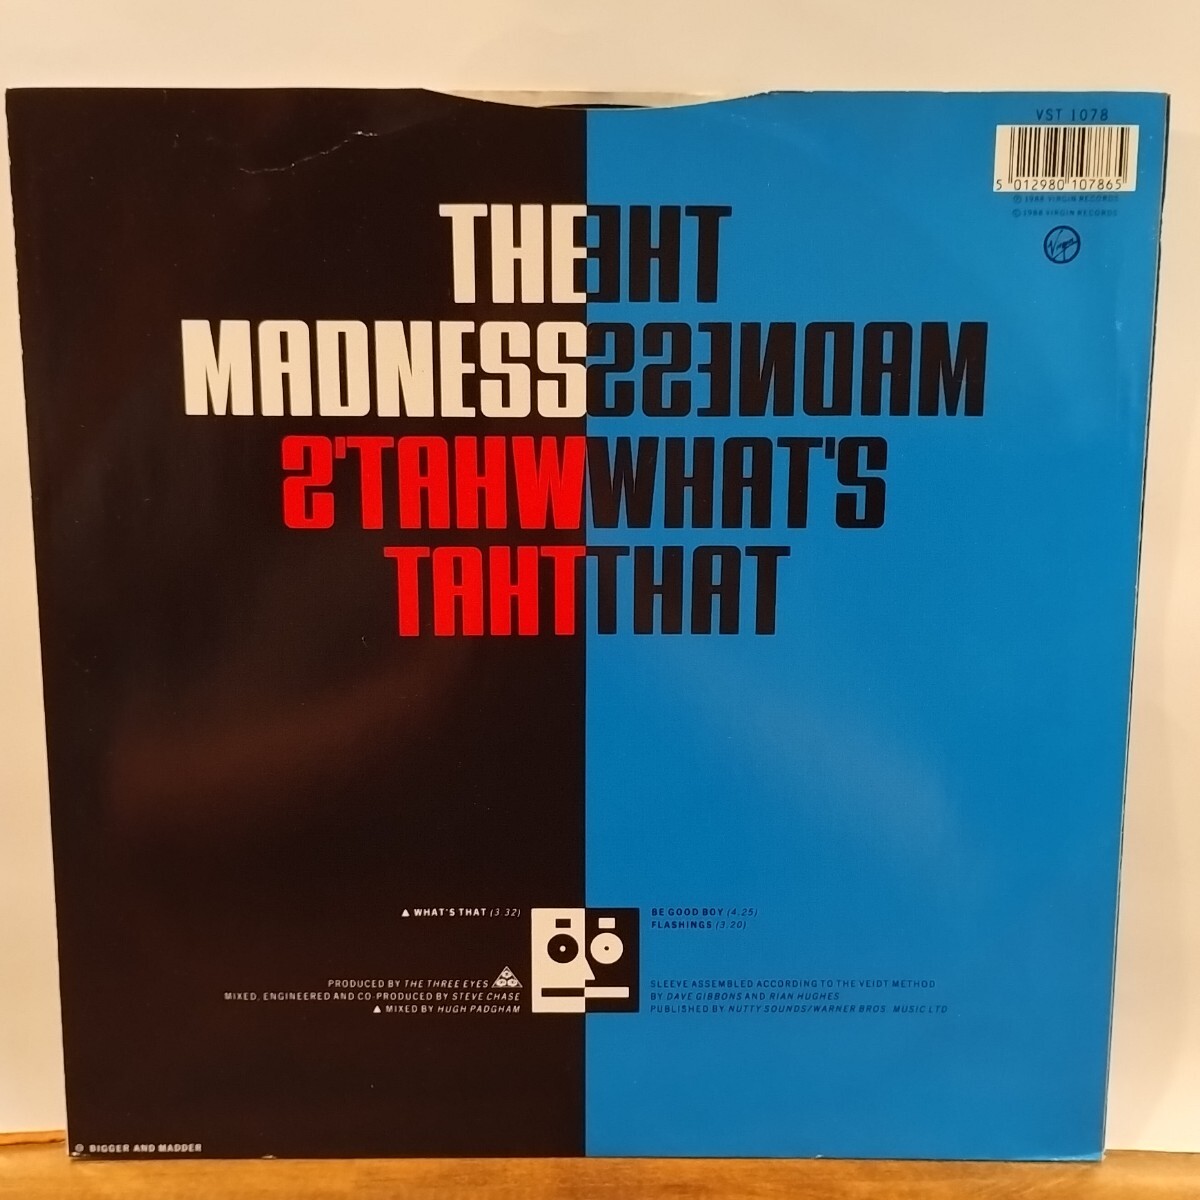 VST 1078
5 012980 107865
℗ 1988 VIRGIN RECORDS
© 1988 VIRGIN RECORDS
Virgin
THE THE
MADNESS MADNESS
WHAT'S WHAT'S
THAT THAT
▲ WHAT'S THAT (3.32)
BE GOOD BOY (4.25)
FLASHINGS (3.20)
PRODUCED BY THE THREE EYES
MIXED, ENGINEERED AND CO-PRODUCED BY STEVE CHASE
▲ MIXED BY HUGH PADGHAM
SLEEVE ASSEMBLED ACCORDING TO THE VEIDT METHOD
BY DAVE GIBBONS AND RIAN HUGHES
PUBLISHED BY NUTTY SOUNDS/WARNER BROS. MUSIC LTD
BIGGER AND MADDER